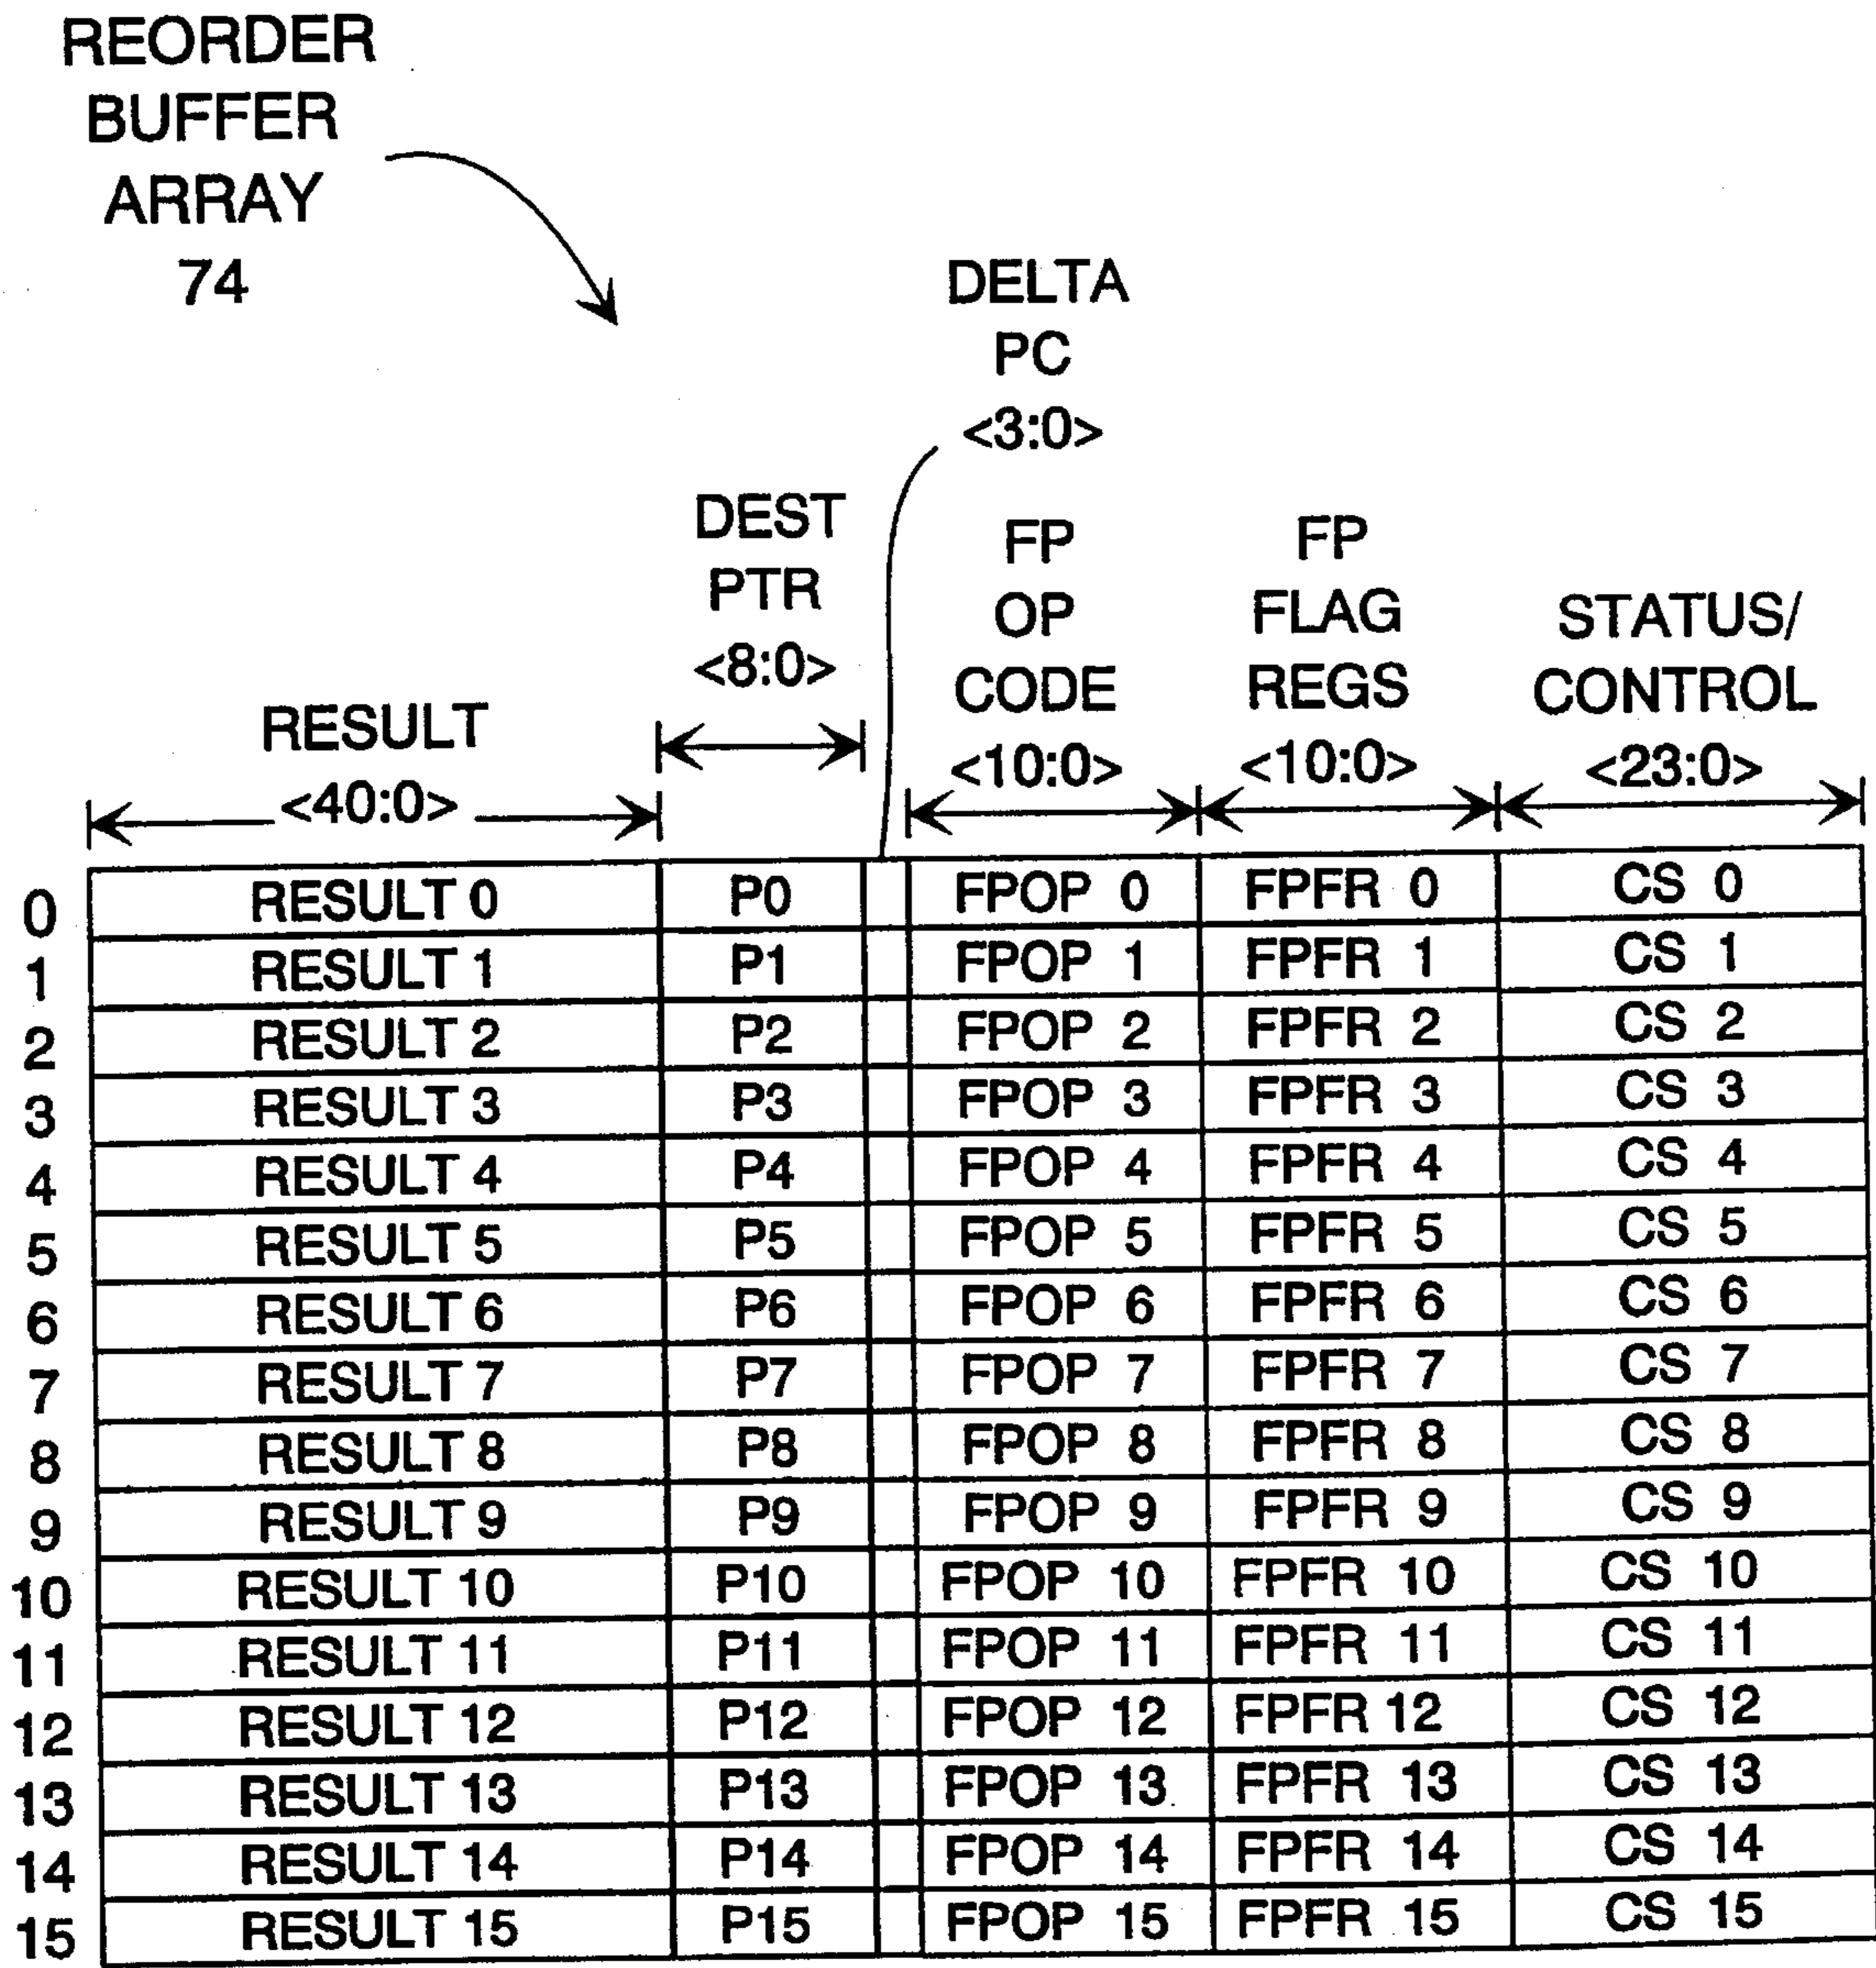 REORDER
BUFFER
ARRAY
74
DELTA
PC
<3:0>
DEST
PTR
<8:0>
FP
OP
CODE
<10:0>
FP
FLAG
REGS
<10:0>
STATUS/
CONTROL
<23:0>
RESULT
<40:0>
0 RESULT 0 P0 FPOP 0 FPFR 0 CS 0
1 RESULT 1 P1 FPOP 1 FPFR 1 CS 1
2 RESULT 2 P2 FPOP 2 FPFR 2 CS 2
3 RESULT 3 P3 FPOP 3 FPFR 3 CS 3
4 RESULT 4 P4 FPOP 4 FPFR 4 CS 4
5 RESULT 5 P5 FPOP 5 FPFR 5 CS 5
6 RESULT 6 P6 FPOP 6 FPFR 6 CS 6
7 RESULT 7 P7 FPOP 7 FPFR 7 CS 7
8 RESULT 8 P8 FPOP 8 FPFR 8 CS 8
9 RESULT 9 P9 FPOP 9 FPFR 9 CS 9
10 RESULT 10 P10 FPOP 10 FPFR 10 CS 10
11 RESULT 11 P11 FPOP 11 FPFR 11 CS 11
12 RESULT 12 P12 FPOP 12 FPFR 12 CS 12
13 RESULT 13 P13 FPOP 13 FPFR 13 CS 13
14 RESULT 14 P14 FPOP 14 FPFR 14 CS 14
15 RESULT 15 P15 FPOP 15 FPFR 15 CS 15